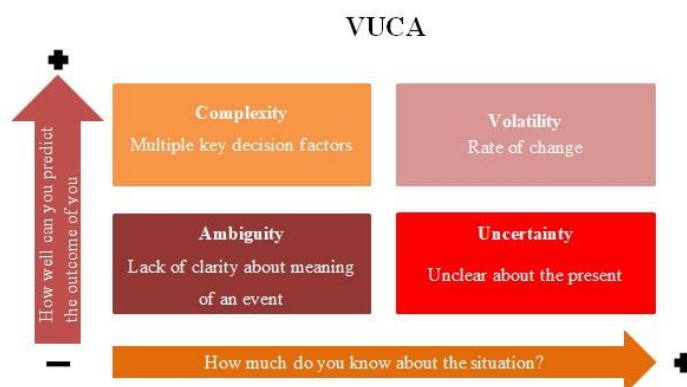 VUCA
How well can you predict
the outcome of you
Complexity
Multiple key decision factors
Volatility
Rate of change
Ambiguity
Lack of clarity about meaning
of an event
Uncertainty
Unclear about the present
How much do you know about the situation?